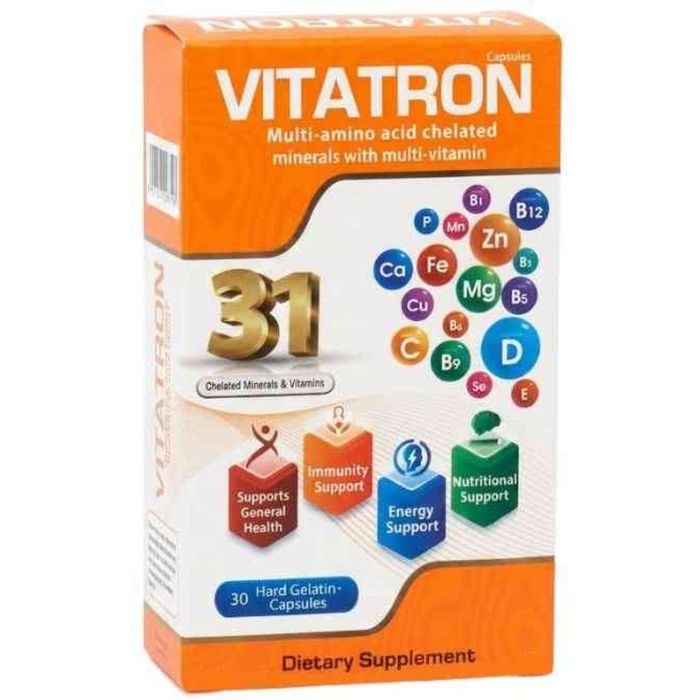 Capsules
VITATRON
Multi-amino acid chelated
minerals with multi-vitamin
B1
B12
P
Mn
Zn
Ca
Fe
B3
Mg
B5
Cu
B6
C
B9
D
Se
E
31
Chelated Minerals & Vitamins
Supports
General
Health
Immunity
Support
Energy
Support
Nutritional
Support
30 Hard Gelatin
Capsules
Dietary Supplement
VITATRON